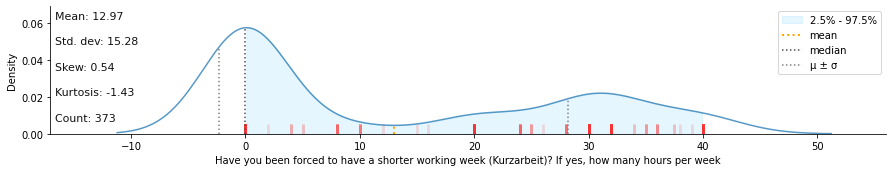 Mean: 12.97
Std. dev: 15.28
Skew: 0.54
Kurtosis: -1.43
Count: 373
2.5% - 97.5%
mean
median
μ ± σ
Density
0.06
0.04
0.02
0.00
−10
0
10
20
30
40
50
Have you been forced to have a shorter working week (Kurzarbeit)? If yes, how many hours per week